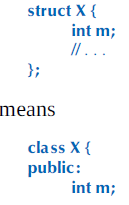 struct X {
int m;
// . . .
};
means
class X {
public:
int m;